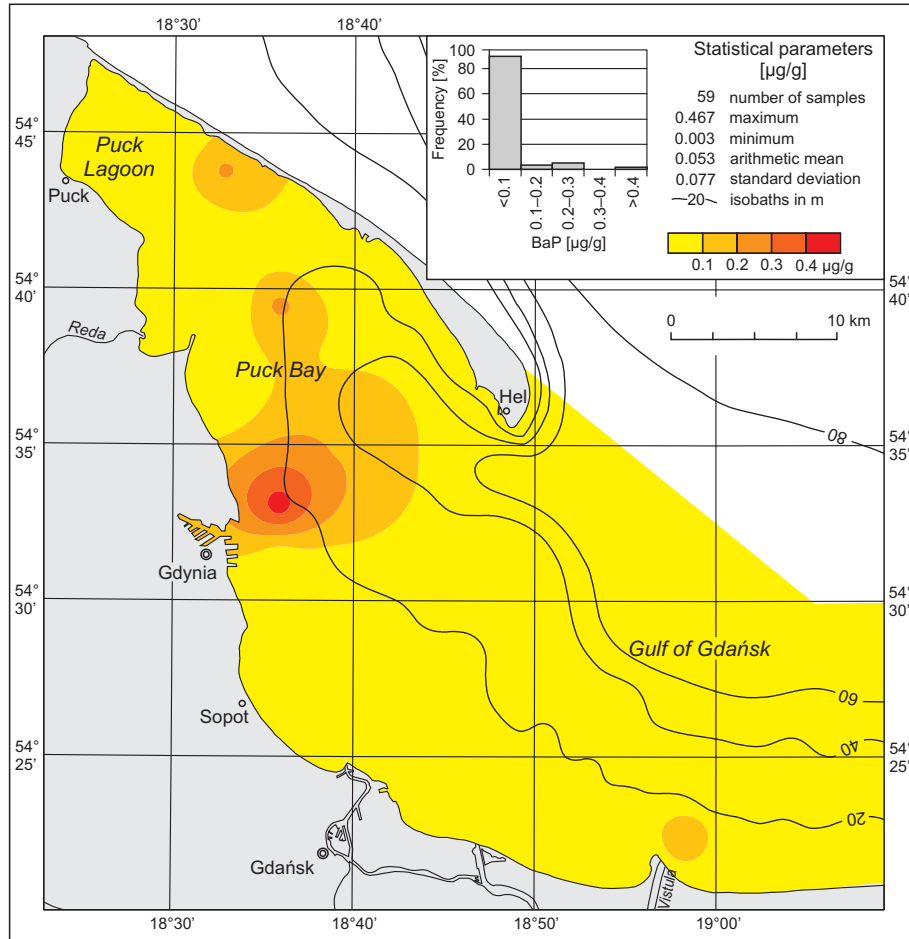 18°30’
18°40’
Frequency [%]
100
80
60
40
20
0
<0.1
0.1–0.2
0.2–0.3
0.3–0.4
>0.4
BaP [µg/g]
Statistical parameters
[µg/g]
59 number of samples
0.467 maximum
0.003 minimum
0.053 arithmetic mean
0.077 standard deviation
20 isobaths in m
0.1 0.2 0.3 0.4 µg/g
0 10 km
54°
45’
54°
40’
54°
40’
54°
35’
54°
35’
54°
30’
54°
30’
54°
25’
54°
25’
Puck
Lagoon
Puck
Reda
Puck Bay
Hel
80
Gdynia
Gulf of Gdańsk
60
Sopot
40
20
Gdańsk
Vistula
18°30’
18°40’
18°50’
19°00’